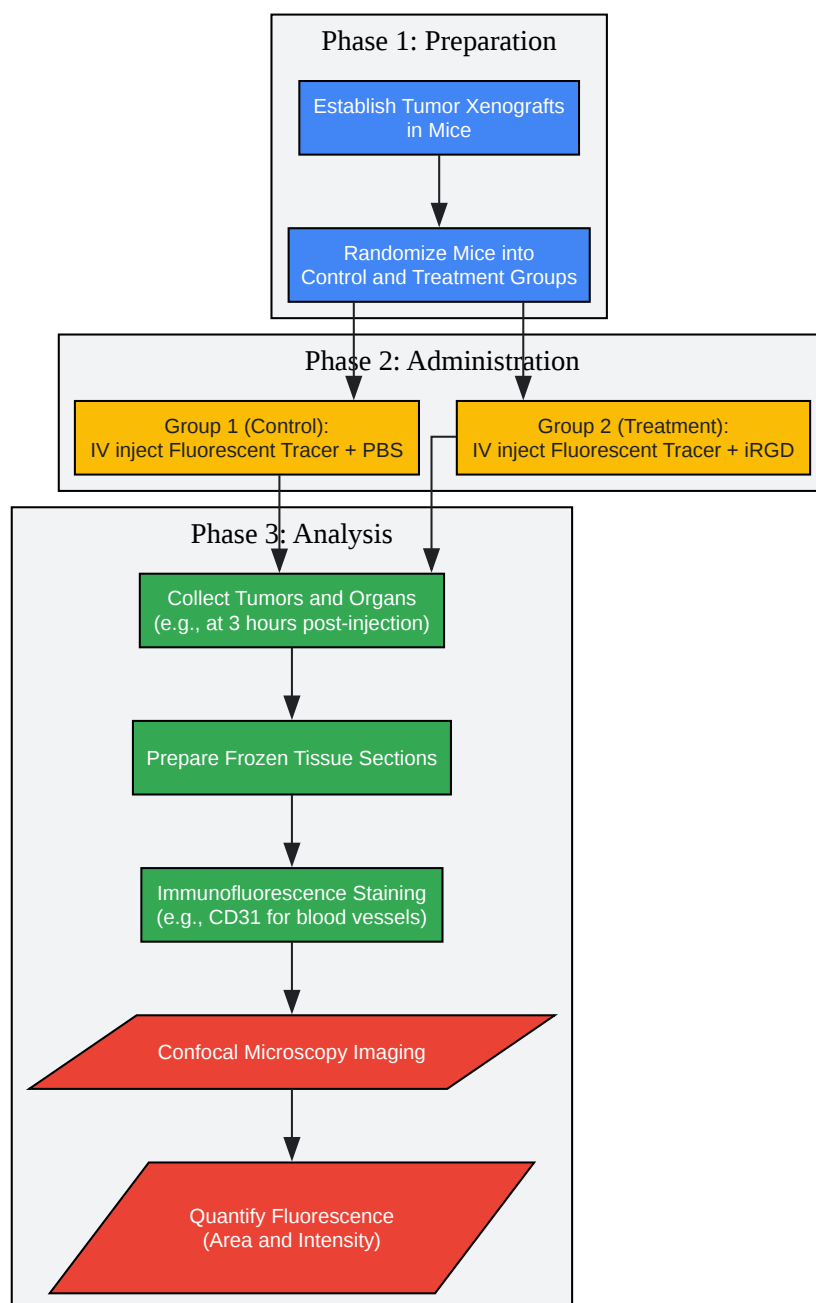 Phase 1: Preparation
Establish Tumor Xenografts
in Mice
Randomize Mice into
Control and Treatment Groups
Phase 2: Administration
Group 1 (Control):
IV inject Fluorescent Tracer + PBS
Group 2 (Treatment):
IV inject Fluorescent Tracer + iRGD
Phase 3: Analysis
Collect Tumors and Organs
(e.g., at 3 hours post-injection)
Prepare Frozen Tissue Sections
Immunofluorescence Staining
(e.g., CD31 for blood vessels)
Confocal Microscopy Imaging
Quantify Fluorescence
(Area and Intensity)